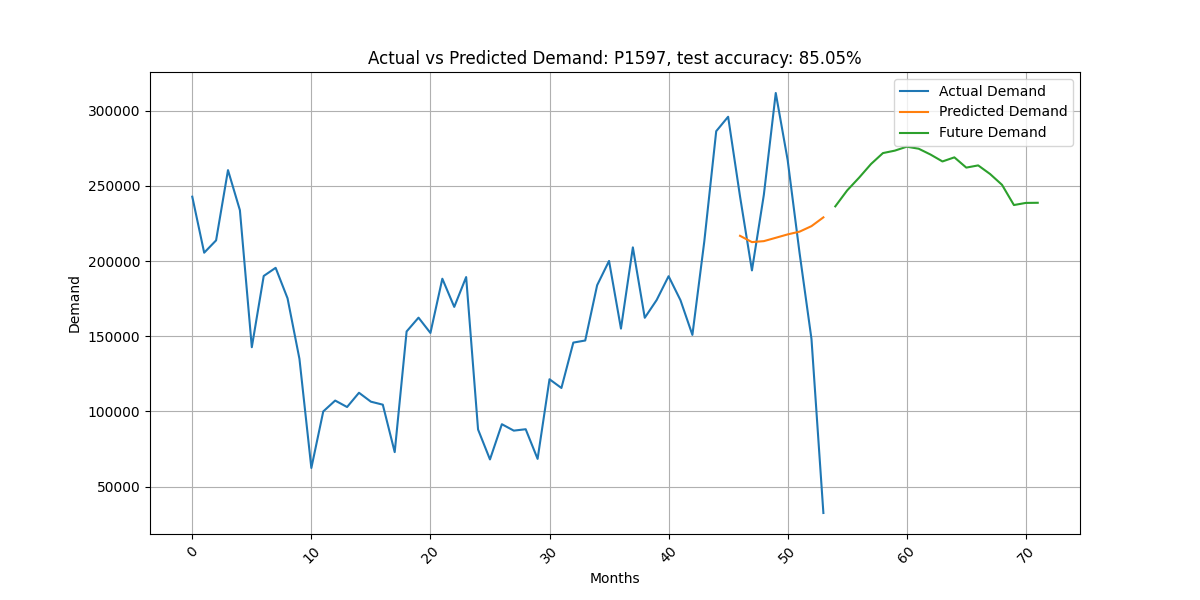 Actual vs Predicted Demand: P1597, test accuracy: 85.05%
Actual Demand
Predicted Demand
Future Demand
300000
250000
200000
150000
100000
50000
Demand
0
10
20
30
40
50
60
70
Months